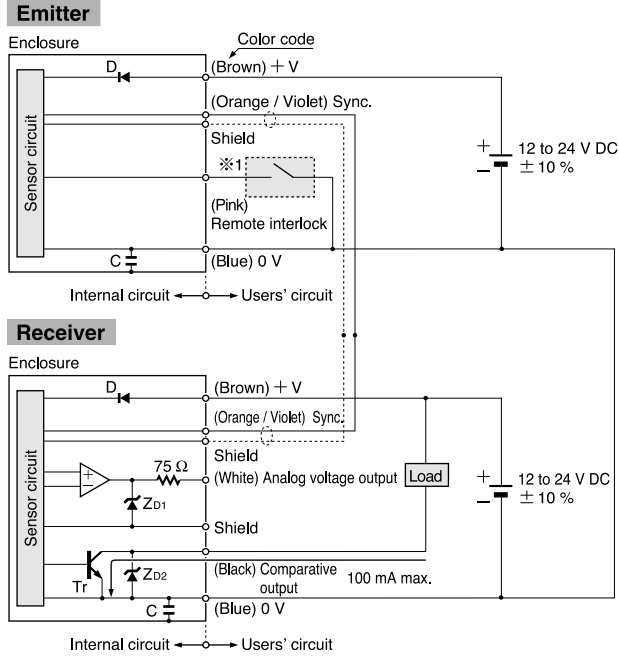 Emitter
Enclosure
Color code
D
(Brown) + V
(Orange / Violet) Sync.
Shield
Sensor circuit
※1
(Pink)
Remote interlock
+
−
12 to 24 V DC
± 10 %
C
(Blue) 0 V
Internal circuit
Users' circuit
Receiver
Enclosure
D
(Brown) + V
(Orange / Violet) Sync.
Shield
Sensor circuit
+
−
75 Ω
(White) Analog voltage output
Load
+
−
12 to 24 V DC
± 10 %
ZD1
Shield
Tr
ZD2
(Black) Comparative
output
100 mA max.
C
(Blue) 0 V
Internal circuit
Users' circuit